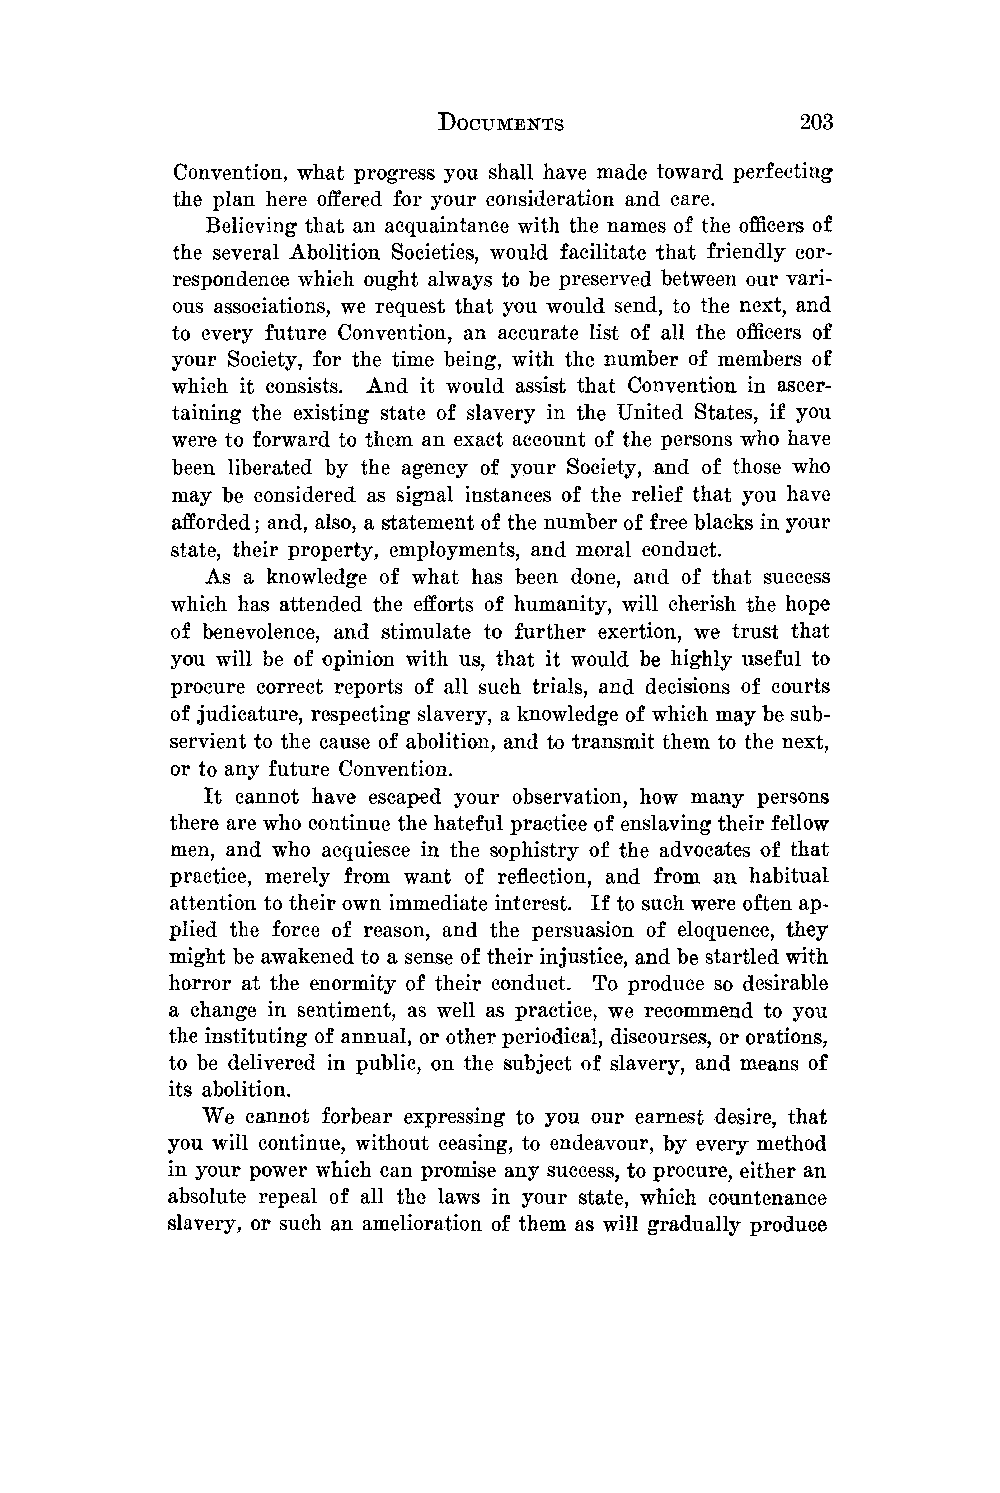 DOCUMENTS 203
Convention, what progress you shall have made toward perfecting
the plan here offered for your consideration and care.
Believing that an acquaintance with the names of the officers of
the several Abolition Societies, would facilitate that friendly cor-
respondence which ought always to be preserved between our vari-
ous associations, we request that you would send, to the next, and
to every future Convention, an accurate list of all the officers of
your Society, for the time being, with the number of members of
which it consists. And it would assist that Convention in ascer-
taining the existing state of slavery in the United States, if you
were to forward to them an exact account of the persons who have
been liberated by the agency of your Society, and of those who
may be considered as signal instances of the relief that you have
afforded; and, also, a statement of the number of free blacks in your
state, their property, employments, and moral conduct.
As a knowledge of what has been done, and of that success
which has attended the efforts of humanity, will cherish the hope
of benevolence, and stimulate to further exertion, we trust that
you will be of opinion with us, that it would be highly useful to
procure correct reports of all such trials, and decisions of courts
of judicature, respecting slavery, a knowledge of which may be sub-
servient to the cause of abolition, and to transmit them to the next,
or to any future Convention.
It cannot have escaped your observation, how many persons
there are who continue the hateful practice of enslaving their fellow
men, and who acquiesce in the sophistry of the advocates of that
practice, merely from want of reflection, and from an habitual
attention to their own immediate interest. If to such were often ap-
plied the force of reason, and the persuasion of eloquence, they
might be awakened to a sense of their injustice, and be startled with
horror at the enormity of their conduct. To produce so desirable
a change in sentiment, as well as practice, we recommend to you
the instituting of annual, or other periodical, discourses, or orations,
to be delivered in public, on the subject of slavery, and means of
its abolition.
We cannot forbear expressing to you our earnest desire, that
you will continue, without ceasing, to endeavour, by every method
in your power which can promise any success, to procure, either an
absolute repeal of all the laws in your state, which countenance
slavery, or such an amelioration of them as will gradually produce